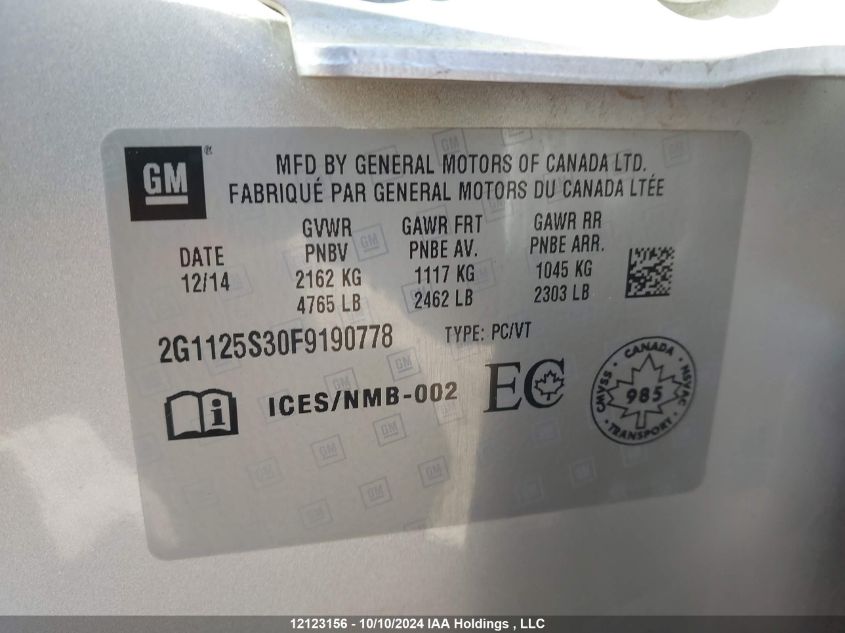 GM
MFD BY GENERAL MOTORS OF CANADA LTD.
FABRIQUÉ PAR GENERAL MOTORS DU CANADA LTÉE
DATE
12/14
GVWR
PNBV
2162 KG
4765 LB
GAWR FRT
PNBE AV.
1117 KG
2462 LB
GAWR RR
PNBE ARR.
1045 KG
2303 LB
2G1125S30F9190778 TYPE: PC/VT
i ICES/NMB-002 EC
CANADA
CMVSS 985 NSVAC
TRANSPORT
12123156 - 10/10/2024 IAA Holdings , LLC